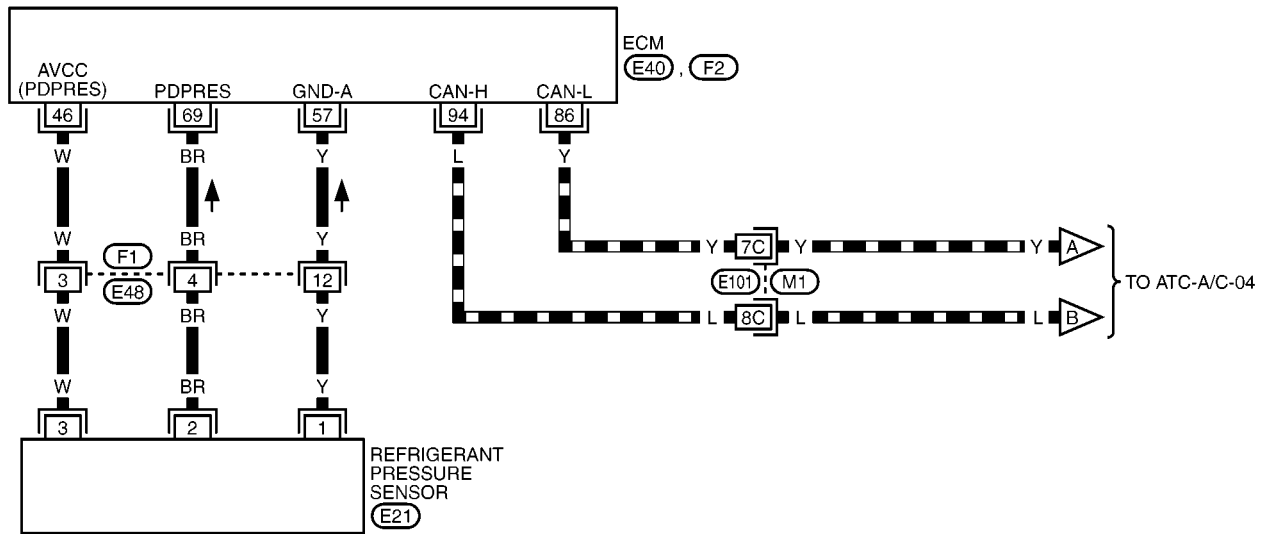 ECM
E40 , F2
AVCC
(PDPRES)
PDPRES
GND-A
CAN-H
CAN-L
46
69
57
94
86
W
BR
Y
L
Y
W
BR
Y
Y
7C
Y
Y
A
F1
3
4
12
E48
E101
M1
TO ATC-A/C-04
W
BR
Y
L
8C
L
L
B
W
BR
Y
3
2
1
REFRIGERANT
PRESSURE
SENSOR
E21